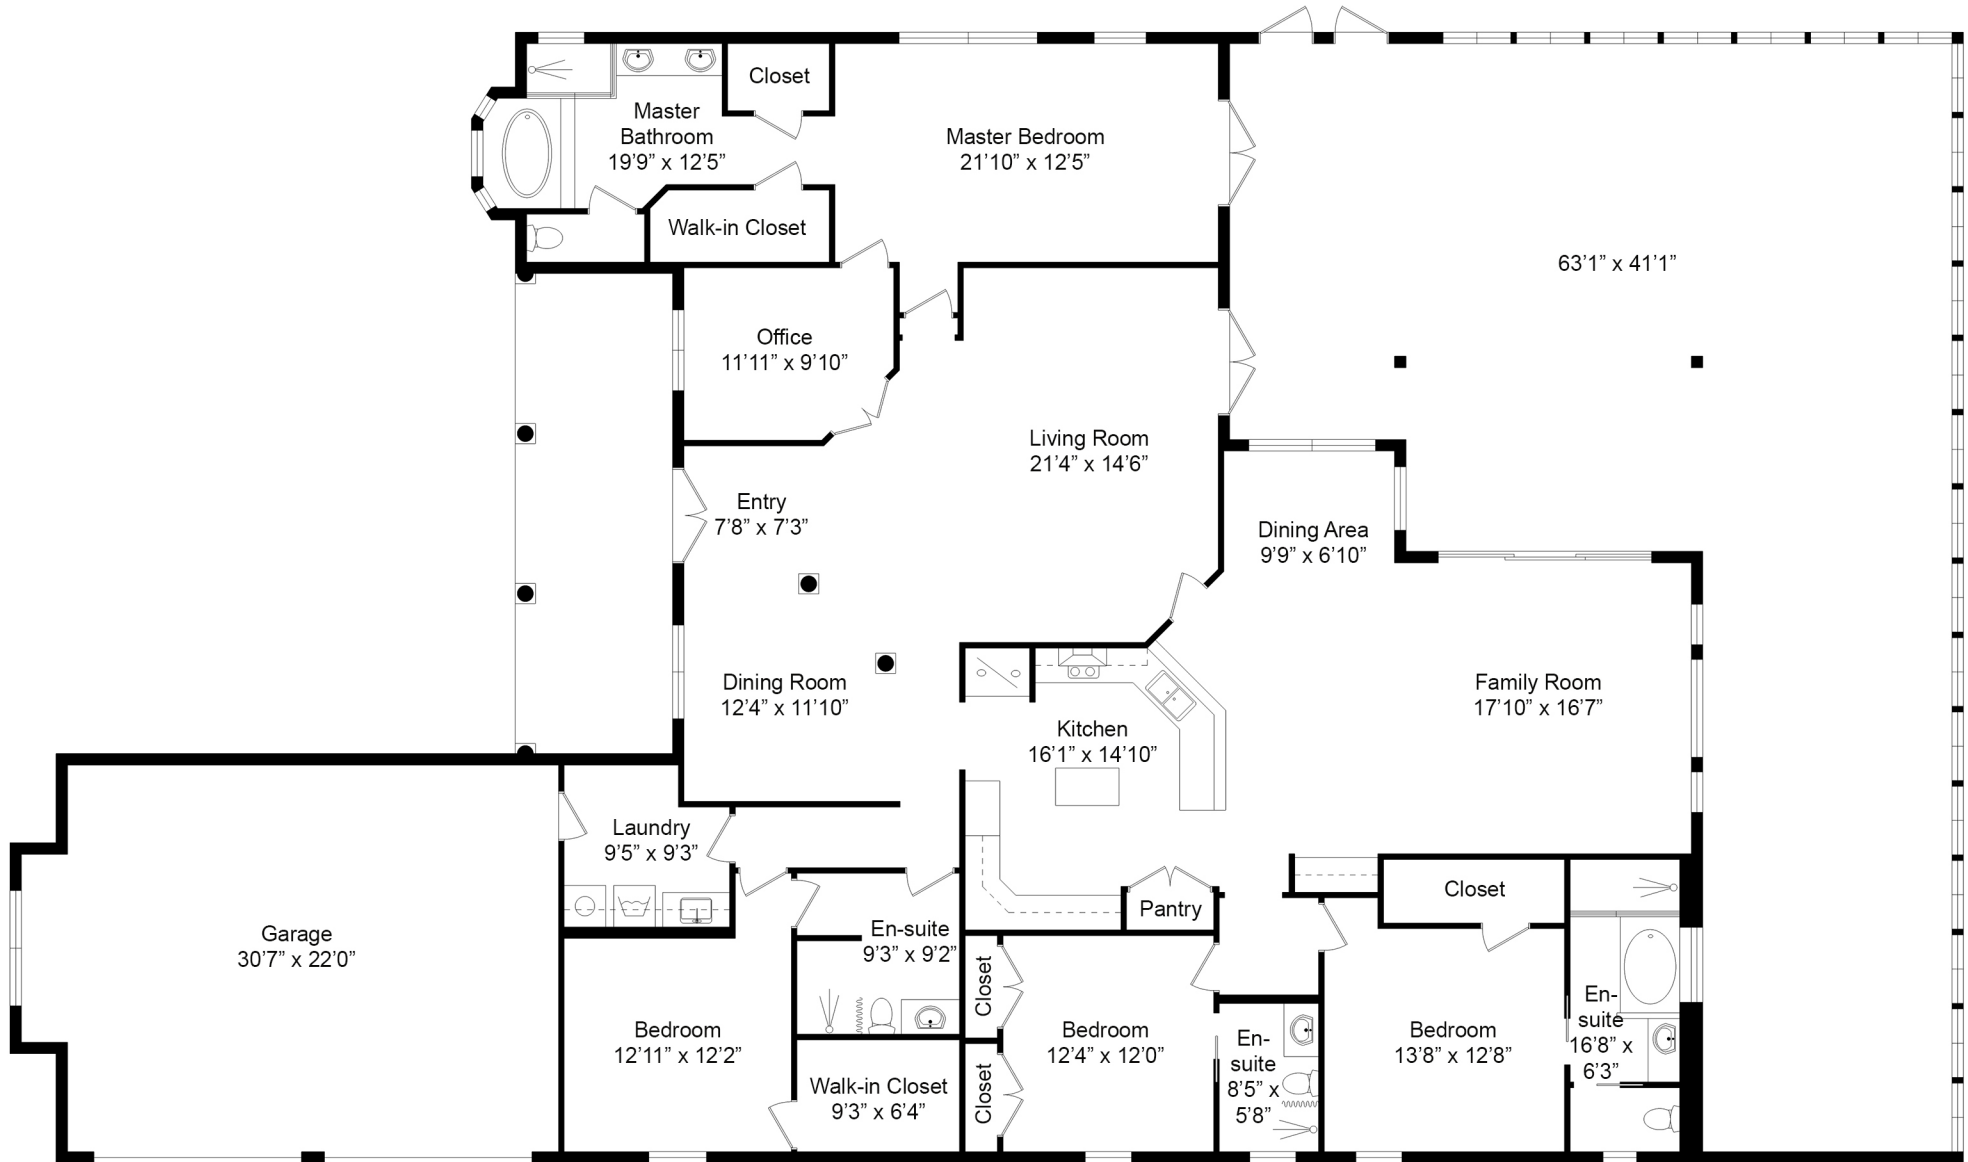 Closet
Master
Bathroom
19’9” x 12’5”
Master Bedroom
21’10” x 12’5”
Walk-in Closet
63’1” x 41’1”
Office
11’11” x 9’10”
Living Room
21’4” x 14’6”
Entry
7’8” x 7’3”
Dining Area
9’9” x 6’10”
Dining Room
12’4” x 11’10”
Family Room
17’10” x 16’7”
Kitchen
16’1” x 14’10”
Laundry
9’5” x 9’3”
Closet
Pantry
Garage
30’7” x 22’0”
En-suite
9’3” x 9’2”
Closet
Bedroom
12’11” x 12’2”
Bedroom
12’4” x 12’0”
En-
suite
8’5” x
5’8”
Bedroom
13’8” x 12’8”
En-
suite
16’8” x
6’3”
Walk-in Closet
9’3” x 6’4”
Closet